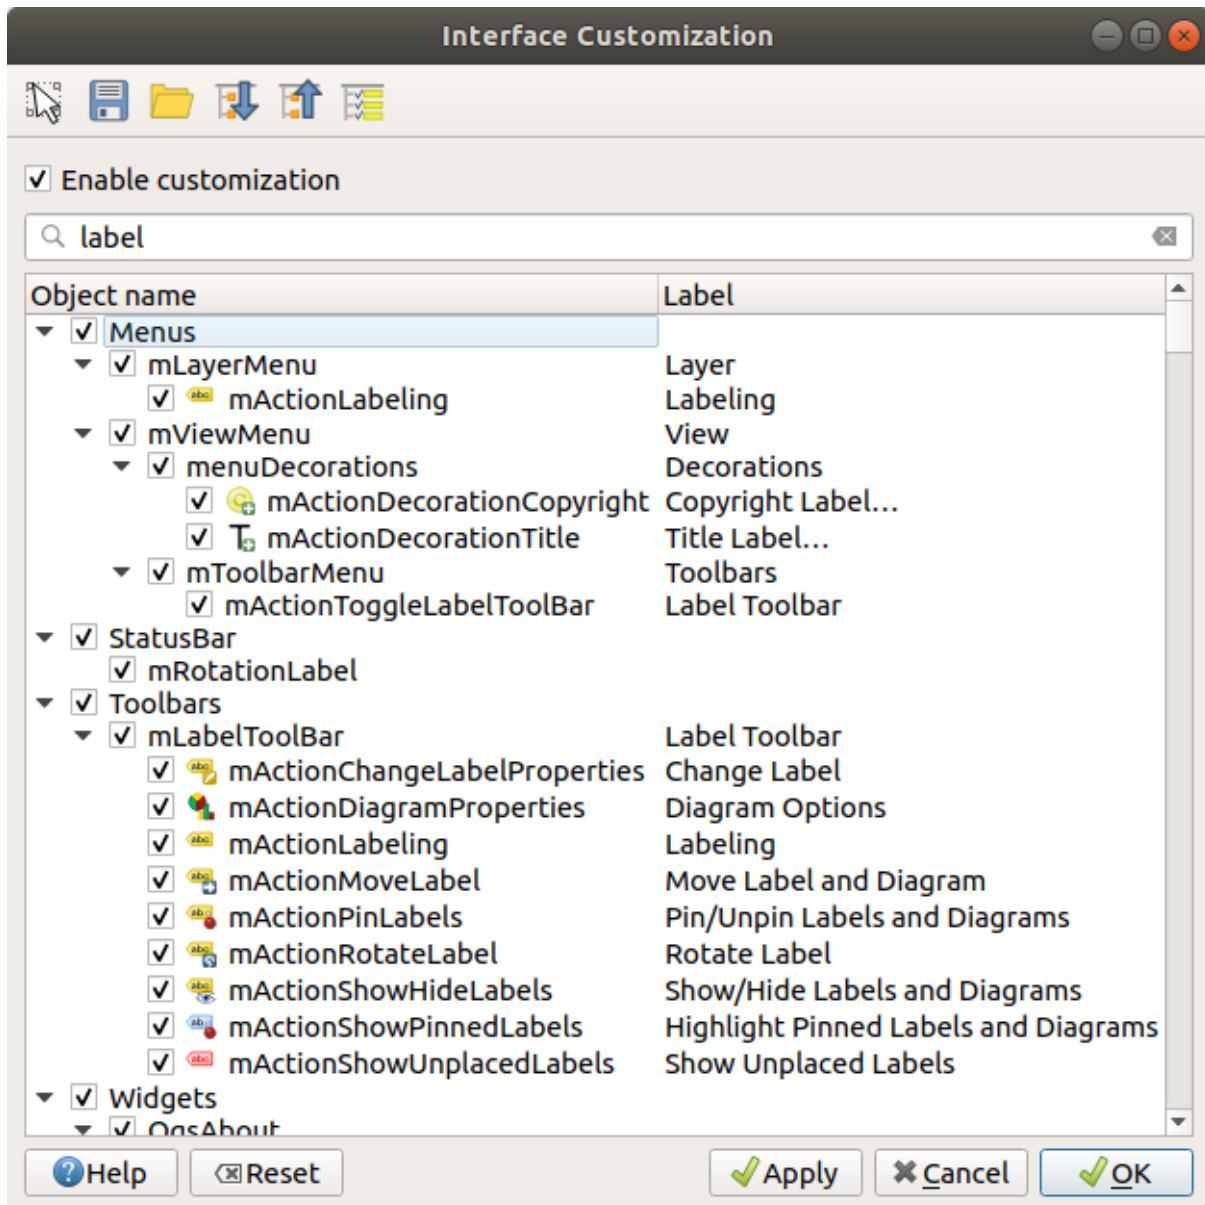 Interface Customization
Enable customization
label
Object name Label
Menus
mLayerMenu Layer
mActionLabeling Labeling
mViewMenu View
menuDecorations Decorations
mActionDecorationCopyright Copyright Label…
mActionDecorationTitle Title Label…
mToolbarMenu Toolbars
mActionToggleLabelToolBar Label Toolbar
StatusBar
mRotationLabel
Toolbars
mLabelToolBar Label Toolbar
mActionChangeLabelProperties Change Label
mActionDiagramProperties Diagram Options
mActionLabeling Labeling
mActionMoveLabel Move Label and Diagram
mActionPinLabels Pin/Unpin Labels and Diagrams
mActionRotateLabel Rotate Label
mActionShowHideLabels Show/Hide Labels and Diagrams
mActionShowPinnedLabels Highlight Pinned Labels and Diagrams
mActionShowUnplacedLabels Show Unplaced Labels
Widgets
QgsAbout
Help Reset Apply Cancel OK